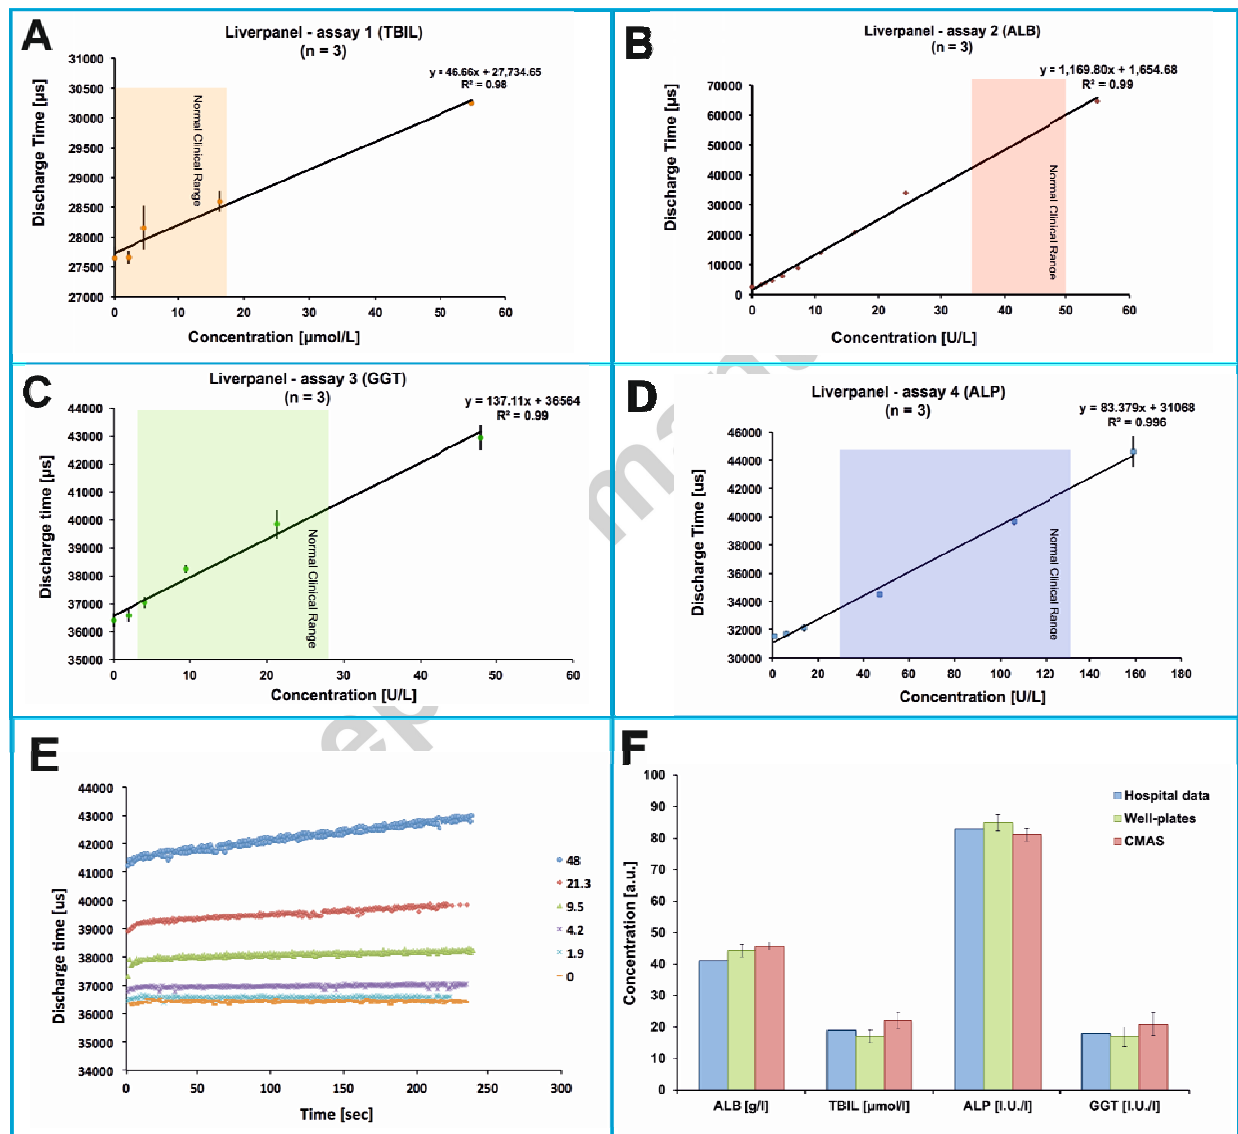 A
Liverpanel - assay 1 (TBIL)
(n = 3)
y = 46.66x + 27,734.65
R² = 0.98
Normal Clinical Range
Discharge Time [µs]
31000
30500
30000
29500
29000
28500
28000
27500
27000
0 10 20 30 40 50 60
Concentration [µmol/L]
B
Liverpanel - assay 2 (ALB)
(n = 3)
y = 1,169.80x + 1,654.68
R² = 0.99
Normal Clinical Range
Discharge Time [µs]
70000
60000
50000
40000
30000
20000
10000
0
0 10 20 30 40 50 60
Concentration [U/L]
C
Liverpanel - assay 3 (GGT)
(n = 3)
y = 137.11x + 36564
R² = 0.99
Normal Clinical Range
Discharge time [µs]
44000
43000
42000
41000
40000
39000
38000
37000
36000
35000
0 10 20 30 40 50 60
Concentration [U/L]
D
Liverpanel - assay 4 (ALP)
(n = 3)
y = 83.379x + 31068
R² = 0.996
Normal Clinical Range
Discharge Time [us]
46000
44000
42000
40000
38000
36000
34000
32000
30000
0 20 40 60 80 100 120 140 160 180
Concentration [U/L]
E
Discharge time [us]
44000
43000
42000
41000
40000
39000
38000
37000
36000
35000
34000
0 50 100 150 200 250 300
Time [sec]
48
21.3
9.5
4.2
1.9
0
F
Concentration [a.u.]
100
90
80
70
60
50
40
30
20
10
0
Hospital data
Well-plates
CMAS
ALB [g/l] TBIL [µmol/l] ALP [I.U./l] GGT [I.U./l]